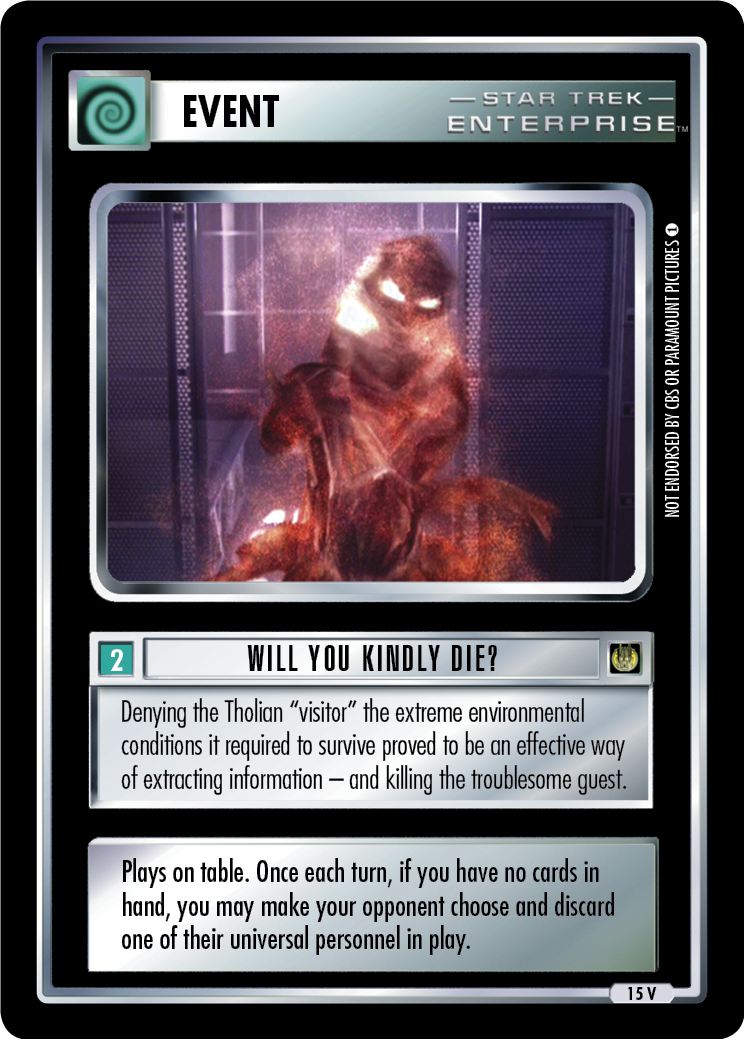 EVENT
— STAR TREK —
ENTERPRISE™
NOT ENDORSED BY CBS OR PARAMOUNT PICTURES 1
2
WILL YOU KINDLY DIE?
Denying the Tholian “visitor” the extreme environmental
conditions it required to survive proved to be an effective way
of extracting information – and killing the troublesome guest.
Plays on table. Once each turn, if you have no cards in
hand, you may make your opponent choose and discard
one of their universal personnel in play.
15 V